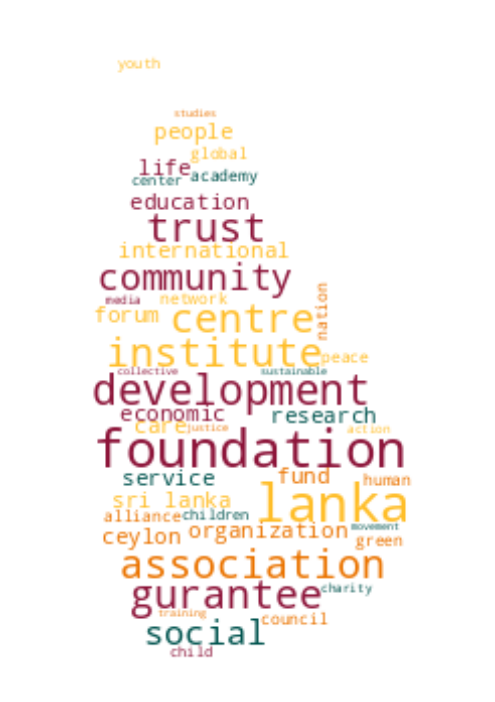 youth
studies
people
global
life
center academy
education
trust
international
community
media network
nation
forum centre
institute peace
collective sustainable
development
economic research
care justice action
foundation
service fund human
sri lanka lanka
alliance children
ceylon organization movement
green
association
gurantee charity
training council
social
child